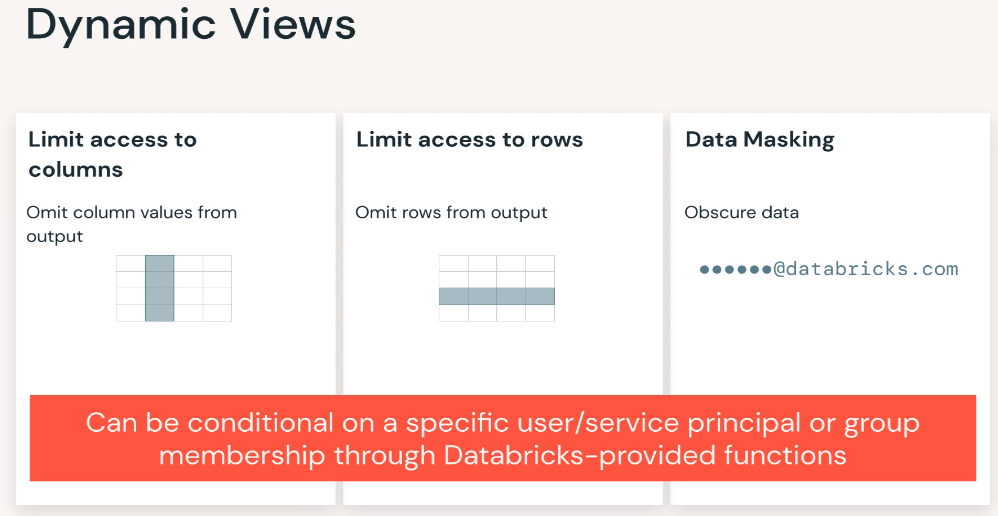 Dynamic Views
Limit access to
columns
Omit column values from
output
Limit access to rows
Omit rows from output
Data Masking
Obscure data
●●●●●●@databricks.com
Can be conditional on a specific user/service principal or group
membership through Databricks-provided functions